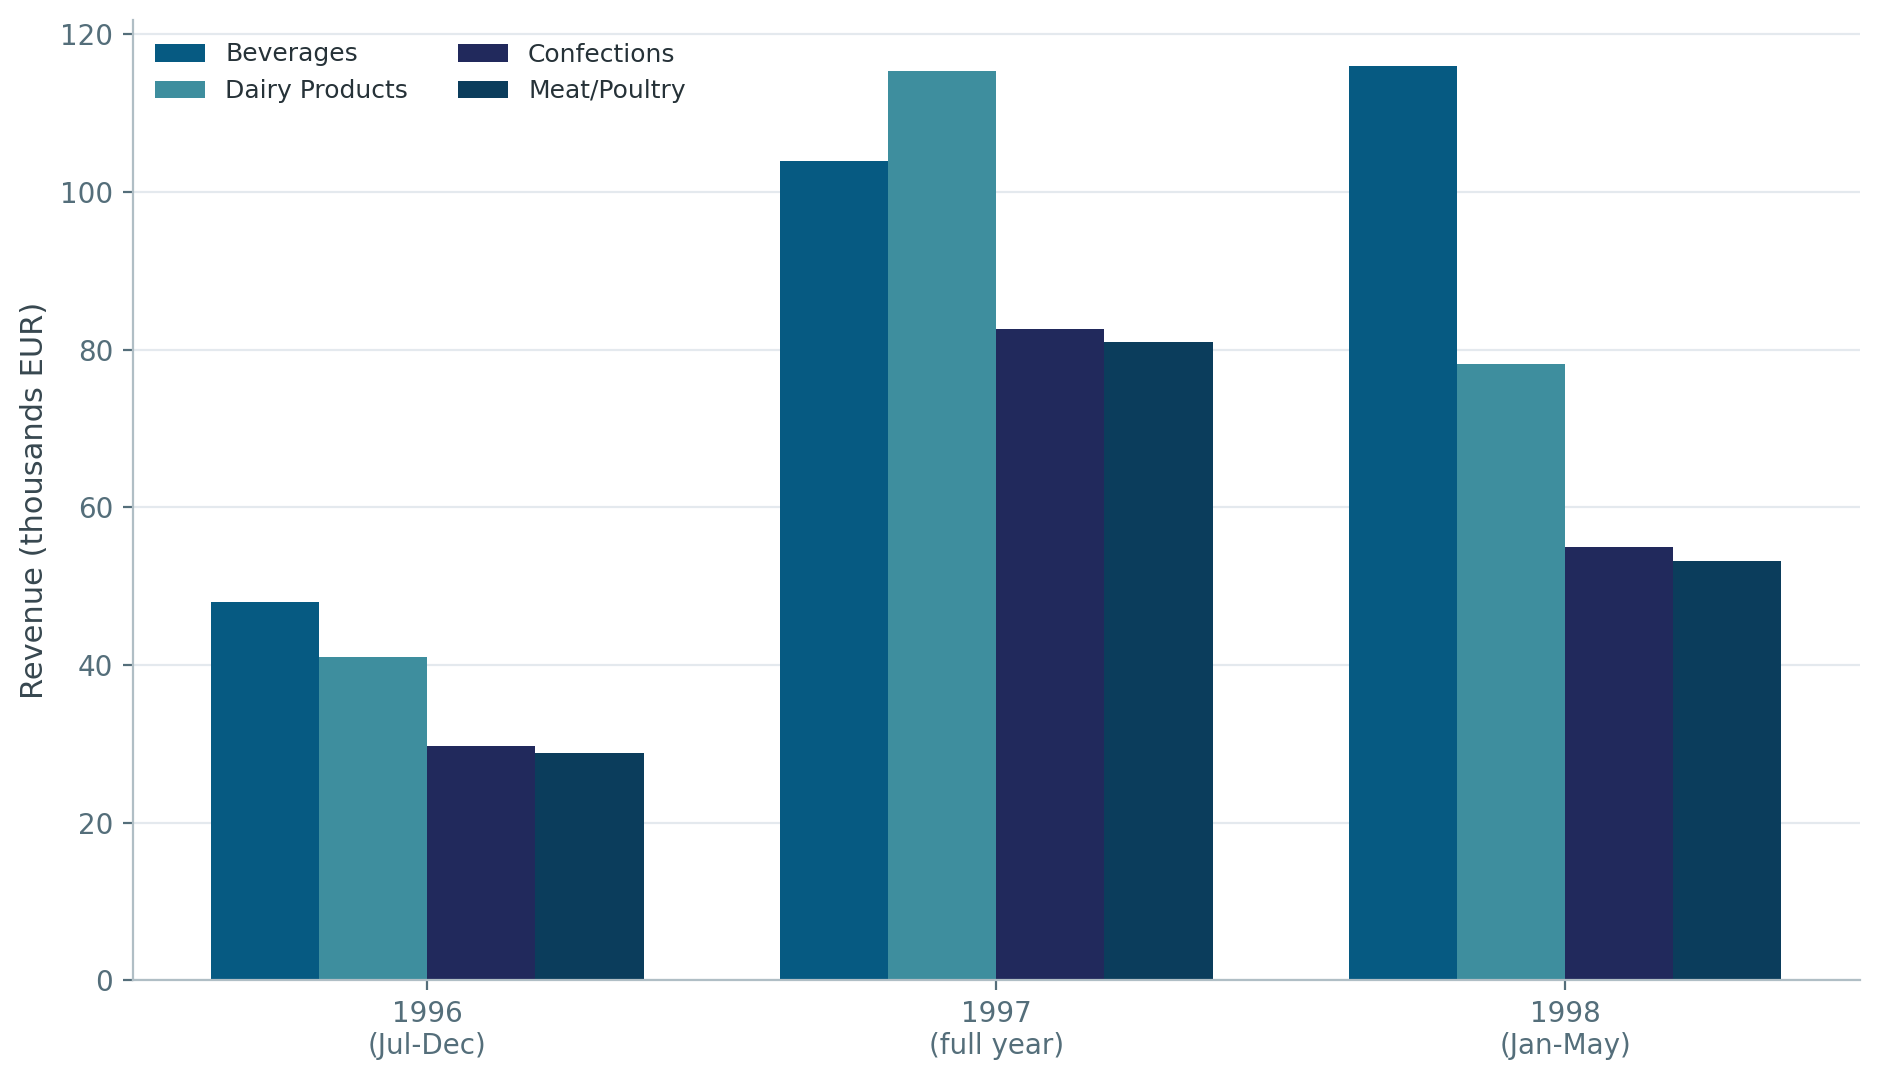 Beverages
Dairy Products
Confections
Meat/Poultry
Revenue (thousands EUR)
120
100
80
60
40
20
0
1996
(Jul-Dec)
1997
(full year)
1998
(Jan-May)